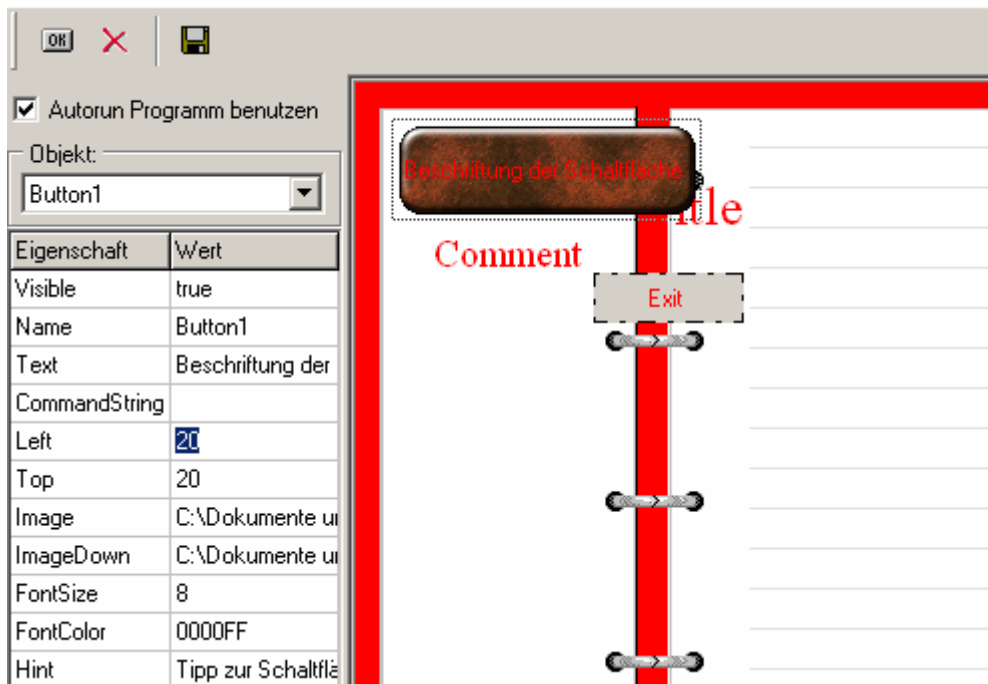 OK
Autorun Programm benutzen
Objekt:
Button1
Eigenschaft Wert
Visible true
Name Button1
Text Beschriftung der
CommandString
Left 20
Top 20
Image C:\Dokumente
ImageDown C:\Dokumente
FontSize 8
FontColor 0000FF
Hint Tipp zur
Beschriftung der Schaltfläche
Comment
Exit